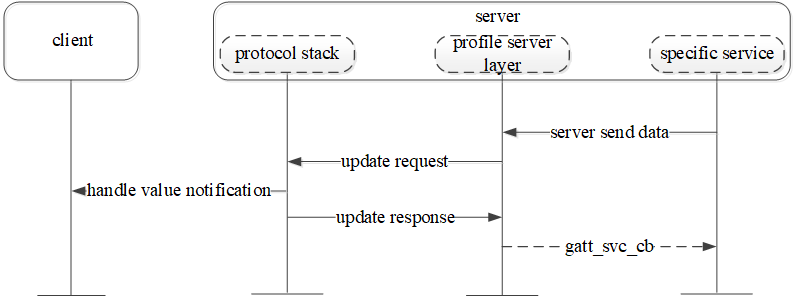 server
client
protocol stack
profile server
layer
specific service
server send data
update request
handle value notification
update response
gatt_svc_cb